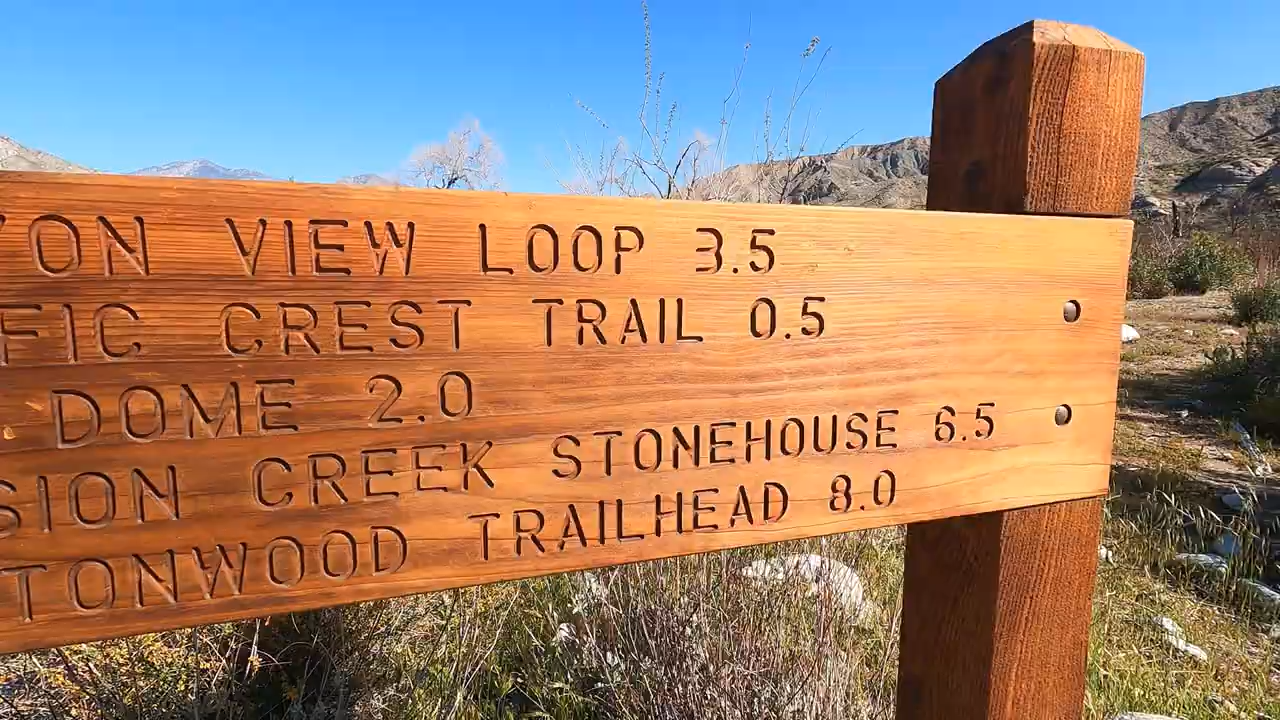 YON VIEW LOOP 3.5
FIC CREST TRAIL 0.5
DOME 2.0
SION CREEK STONEHOUSE 6.5
TONWOOD TRAILHEAD 8.0